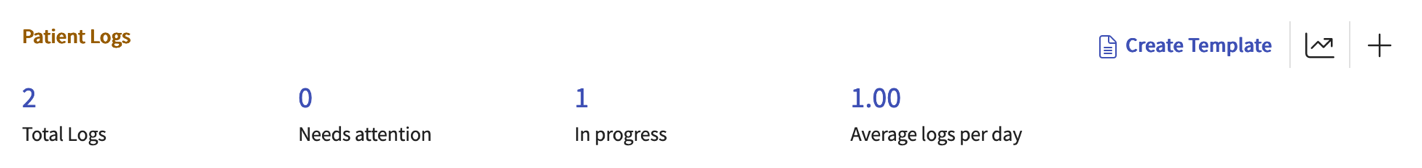 Patient Logs
Create Template
2
0
1
1.00
Total Logs
Needs attention
In progress
Average logs per day